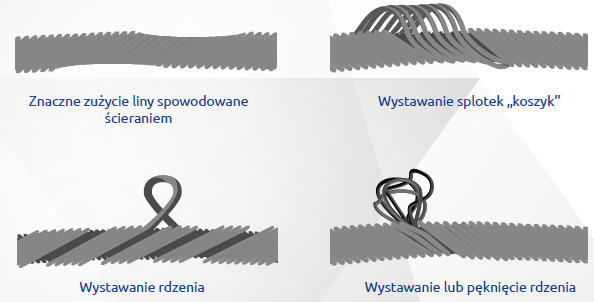 Znaczne zużycie liny spowodowane
ścieraniem
Wystawanie splotek „koszyk”
Wystawanie rdzenia
Wystawanie lub pęknięcie rdzenia